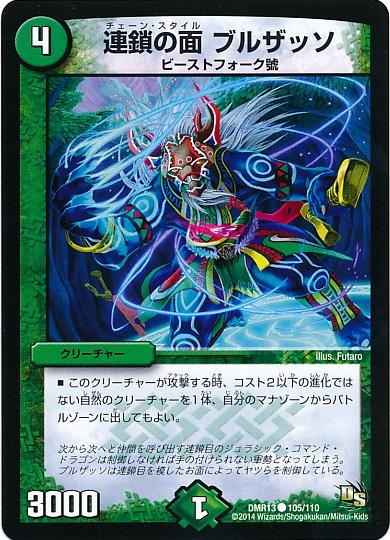 4
チェーン・スタイル
連鎖の面 ブルザッソ
ビーストフォーク號
クリーチャー
illus. Futaro
■ このクリーチャーが攻撃する時、コスト2以下の進化では
ない自然のクリーチャーを1体、自分のマナゾーンからバ
トルゾーンに出してもよい。
次から次へと仲間を呼び出す連鎖目のジュラシック・コマンド・
ドラゴンは制御しなければ手の付けられない軍勢となってしまう。
ブルザッソは連鎖目を模したお面によってヤツらを制御している。
3000
1
DS
DMR13 ● 105/110
©2014 Wizards/Shogakukan/Mitsui-Kids